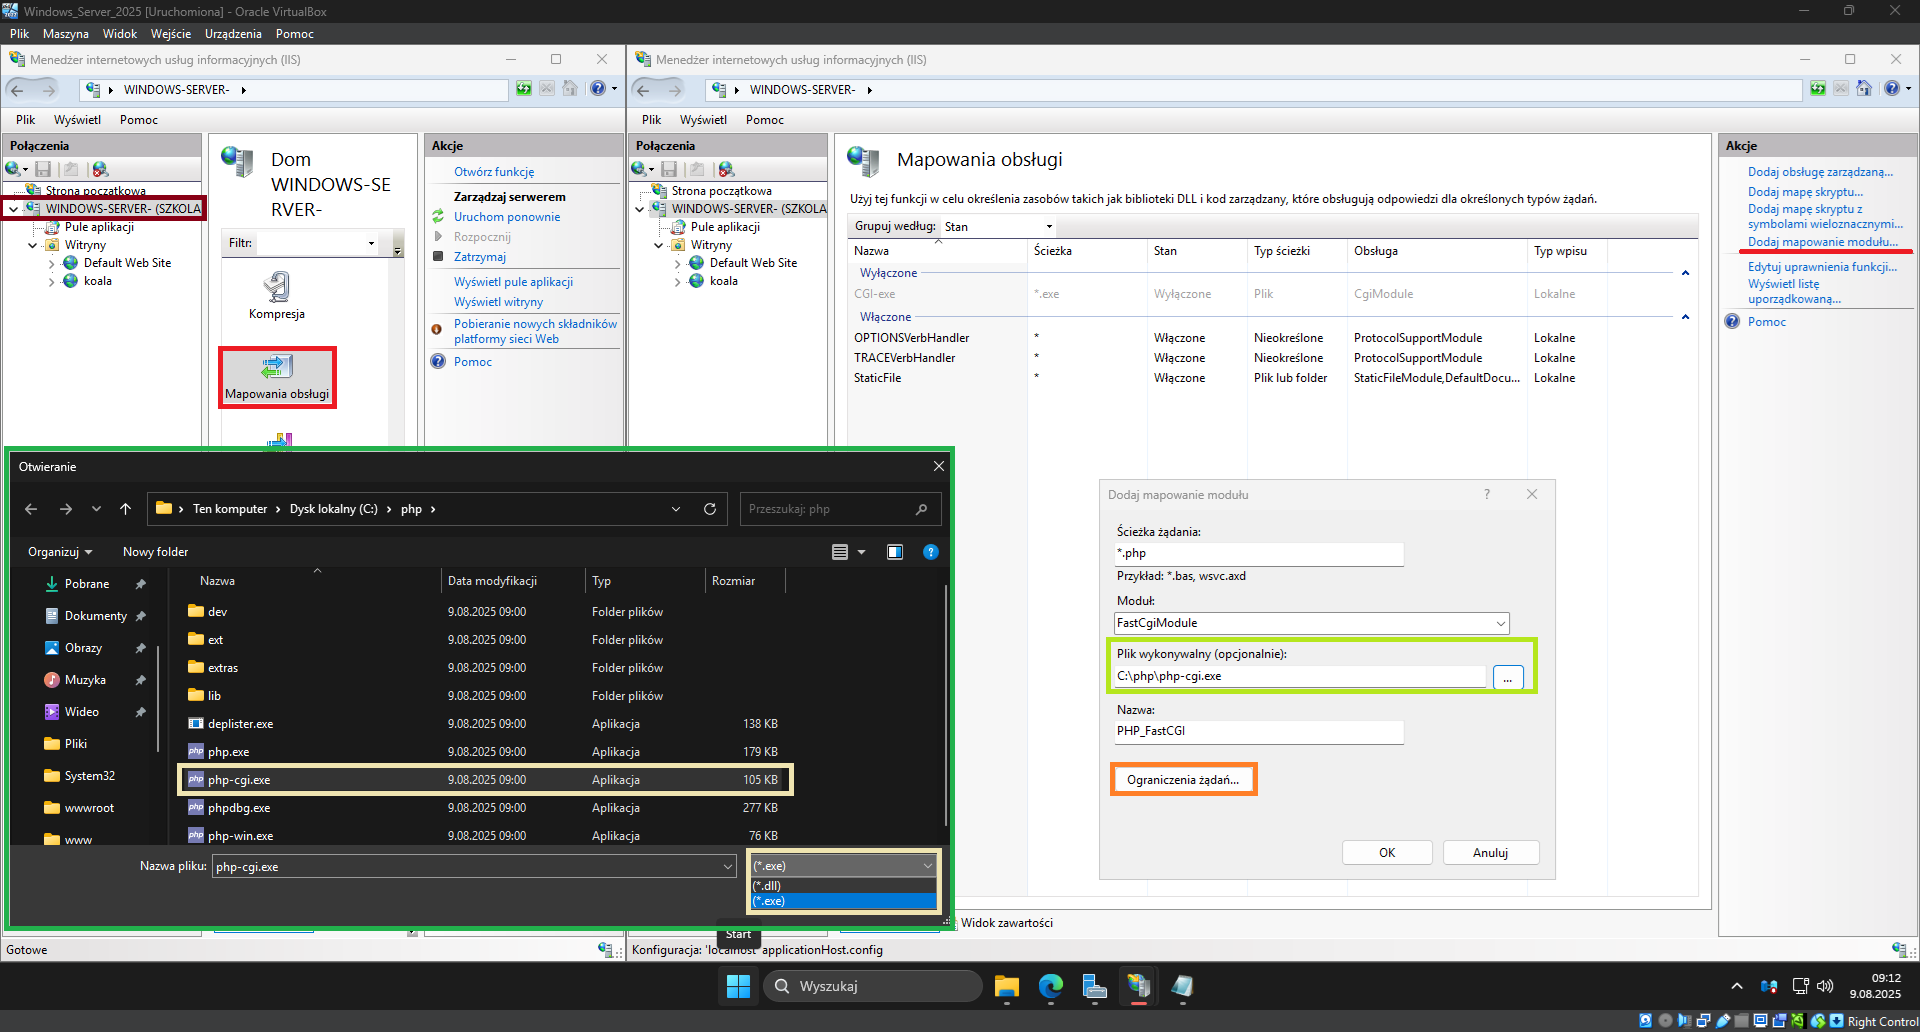 Windows_Server_2025 [Uruchomiona] - Oracle VirtualBox
Plik Maszyna Widok Wejście Urządzenia Pomoc
Menedżer internetowych usług informacyjnych (IIS)
WINDOWS-SERVER-
Plik Wyświetl Pomoc
Połączenia
Strona początkowa
WINDOWS-SERVER- (SZKOLA
Pule aplikacji
Witryny
Default Web Site
koala
Dom
WINDOWS-SE
RVER-
Filtr:
Kompresja
Mapowania obsługi
Akcje
Otwórz funkcję
Zarządzaj serwerem
Uruchom ponownie
Rozpocznij
Zatrzymaj
Wyświetl pule aplikacji
Wyświetl witryny
Pobieranie nowych składników
platformy sieci Web
Pomoc
Gotowe
Menedżer internetowych usług informacyjnych (IIS)
WINDOWS-SERVER-
Plik Wyświetl Pomoc
Połączenia
Strona początkowa
WINDOWS-SERVER- (SZKOLA
Pule aplikacji
Witryny
Default Web Site
koala
Mapowania obsługi
Użyj tej funkcji w celu określenia zasobów takich jak biblioteki DLL i kod zarządzany, które obsługują odpowiedzi dla określonych typów żądań.
Grupuj według: Stan
Nazwa Ścieżka Stan Typ ścieżki Obsługa Typ wpisu
Wyłączone
CGI-exe *.exe Wyłączone Plik CgiModule Lokalne
Włączone
OPTIONSVerbHandler * Włączone Nieokreślone ProtocolSupportModule Lokalne
TRACEVerbHandler * Włączone Nieokreślone ProtocolSupportModule Lokalne
StaticFile * Włączone Plik lub folder StaticFileModule,DefaultDocu... Lokalne
Akcje
Dodaj obsługę zarządzaną...
Dodaj mapę skryptu...
Dodaj mapę skryptu z
symbolami wieloznacznymi...
Dodaj mapowanie modułu...
Edytuj uprawnienia funkcji...
Wyświetl listę
uporządkowaną...
Pomoc
Otwieranie
Ten komputer Dysk lokalny (C:) php
Przeszukaj: php
Organizuj Nowy folder
Pobrane
Dokumenty
Obrazy
Muzyka
Wideo
Pliki
System32
wwwroot
www
Nazwa Data modyfikacji Typ Rozmiar
dev 9.08.2025 09:00 Folder plików
ext 9.08.2025 09:00 Folder plików
extras 9.08.2025 09:00 Folder plików
lib 9.08.2025 09:00 Folder plików
deplister.exe 9.08.2025 09:00 Aplikacja 138 KB
php.exe 9.08.2025 09:00 Aplikacja 179 KB
php-cgi.exe 9.08.2025 09:00 Aplikacja 105 KB
phpdbg.exe 9.08.2025 09:00 Aplikacja 277 KB
php-win.exe 9.08.2025 09:00 Aplikacja 76 KB
Nazwa pliku: php-cgi.exe
(*.exe)
(*.dll)
(*.exe)
Dodaj mapowanie modułu
Ścieżka żądania:
*.php
Przykład: *.bas, wsvc.axd
Moduł:
FastCgiModule
Plik wykonywalny (opcjonalnie):
C:\php\php-cgi.exe
...
Nazwa:
PHP_FastCGI
Ograniczenia żądań...
OK Anuluj
Widok zawartości
Start
Konfiguracja: 'localhost' applicationHost.config
Wyszukaj
09:12
9.08.2025
Right Control